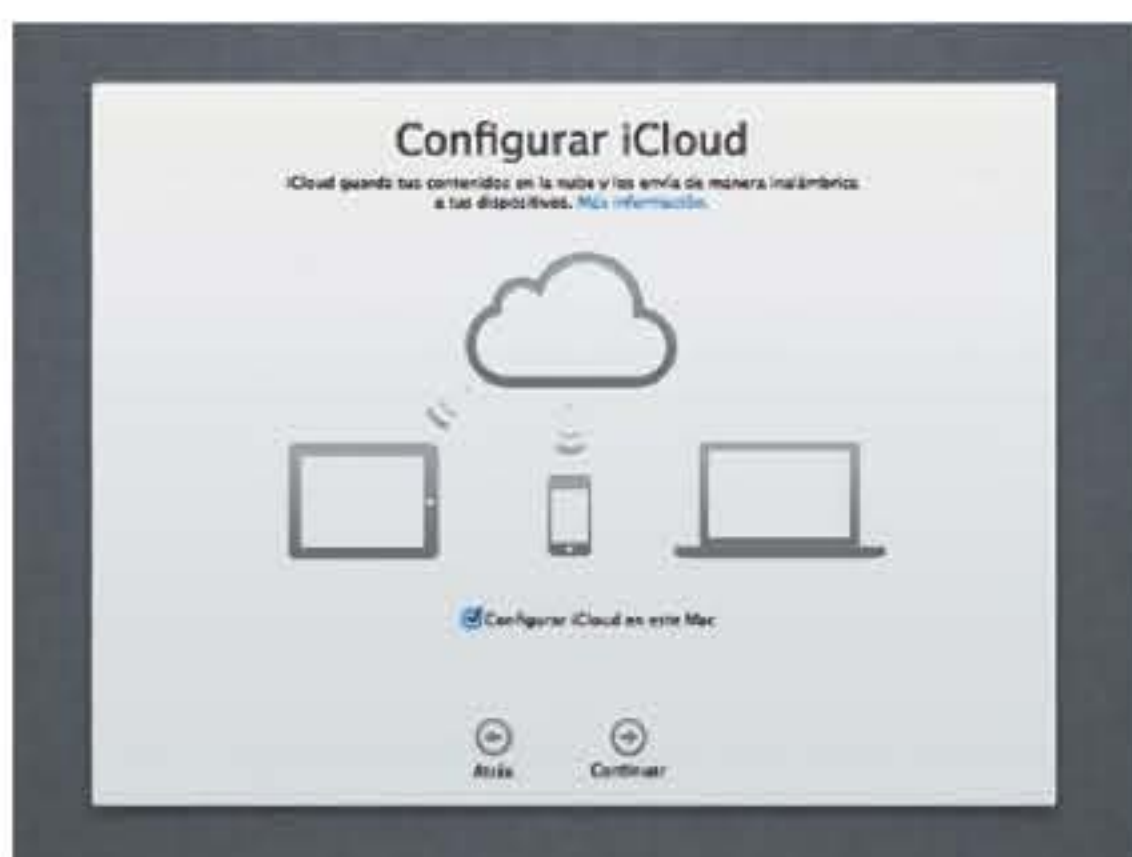 Configurar iCloud
iCloud guarda tus contenidos en la nube y los envía de manera inalámbrica
a tus dispositivos. Más información.
Configurar iCloud en este Mac
Atrás
Continuar